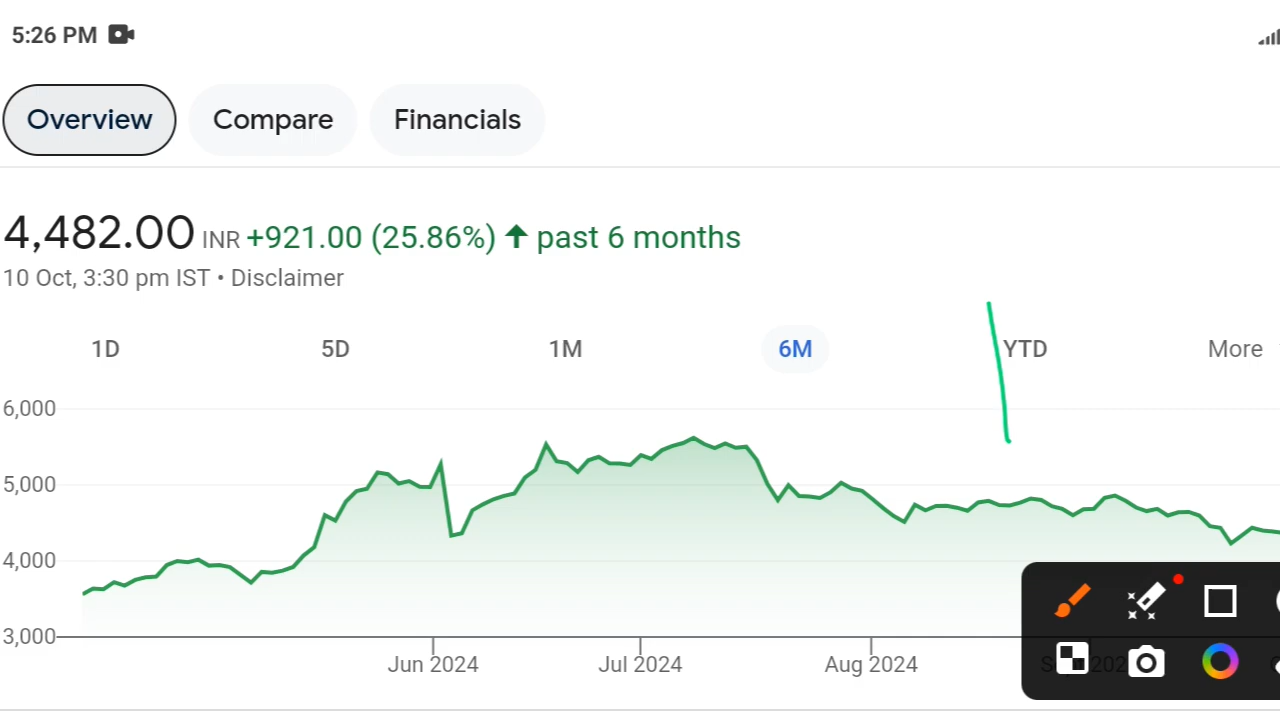 5:26 PM
Overview Compare Financials
4,482.00 INR +921.00 (25.86%) ↑ past 6 months
10 Oct, 3:30 pm IST • Disclaimer
1D 5D 1M 6M YTD More
6,000
5,000
4,000
3,000
Jun 2024 Jul 2024 Aug 2024